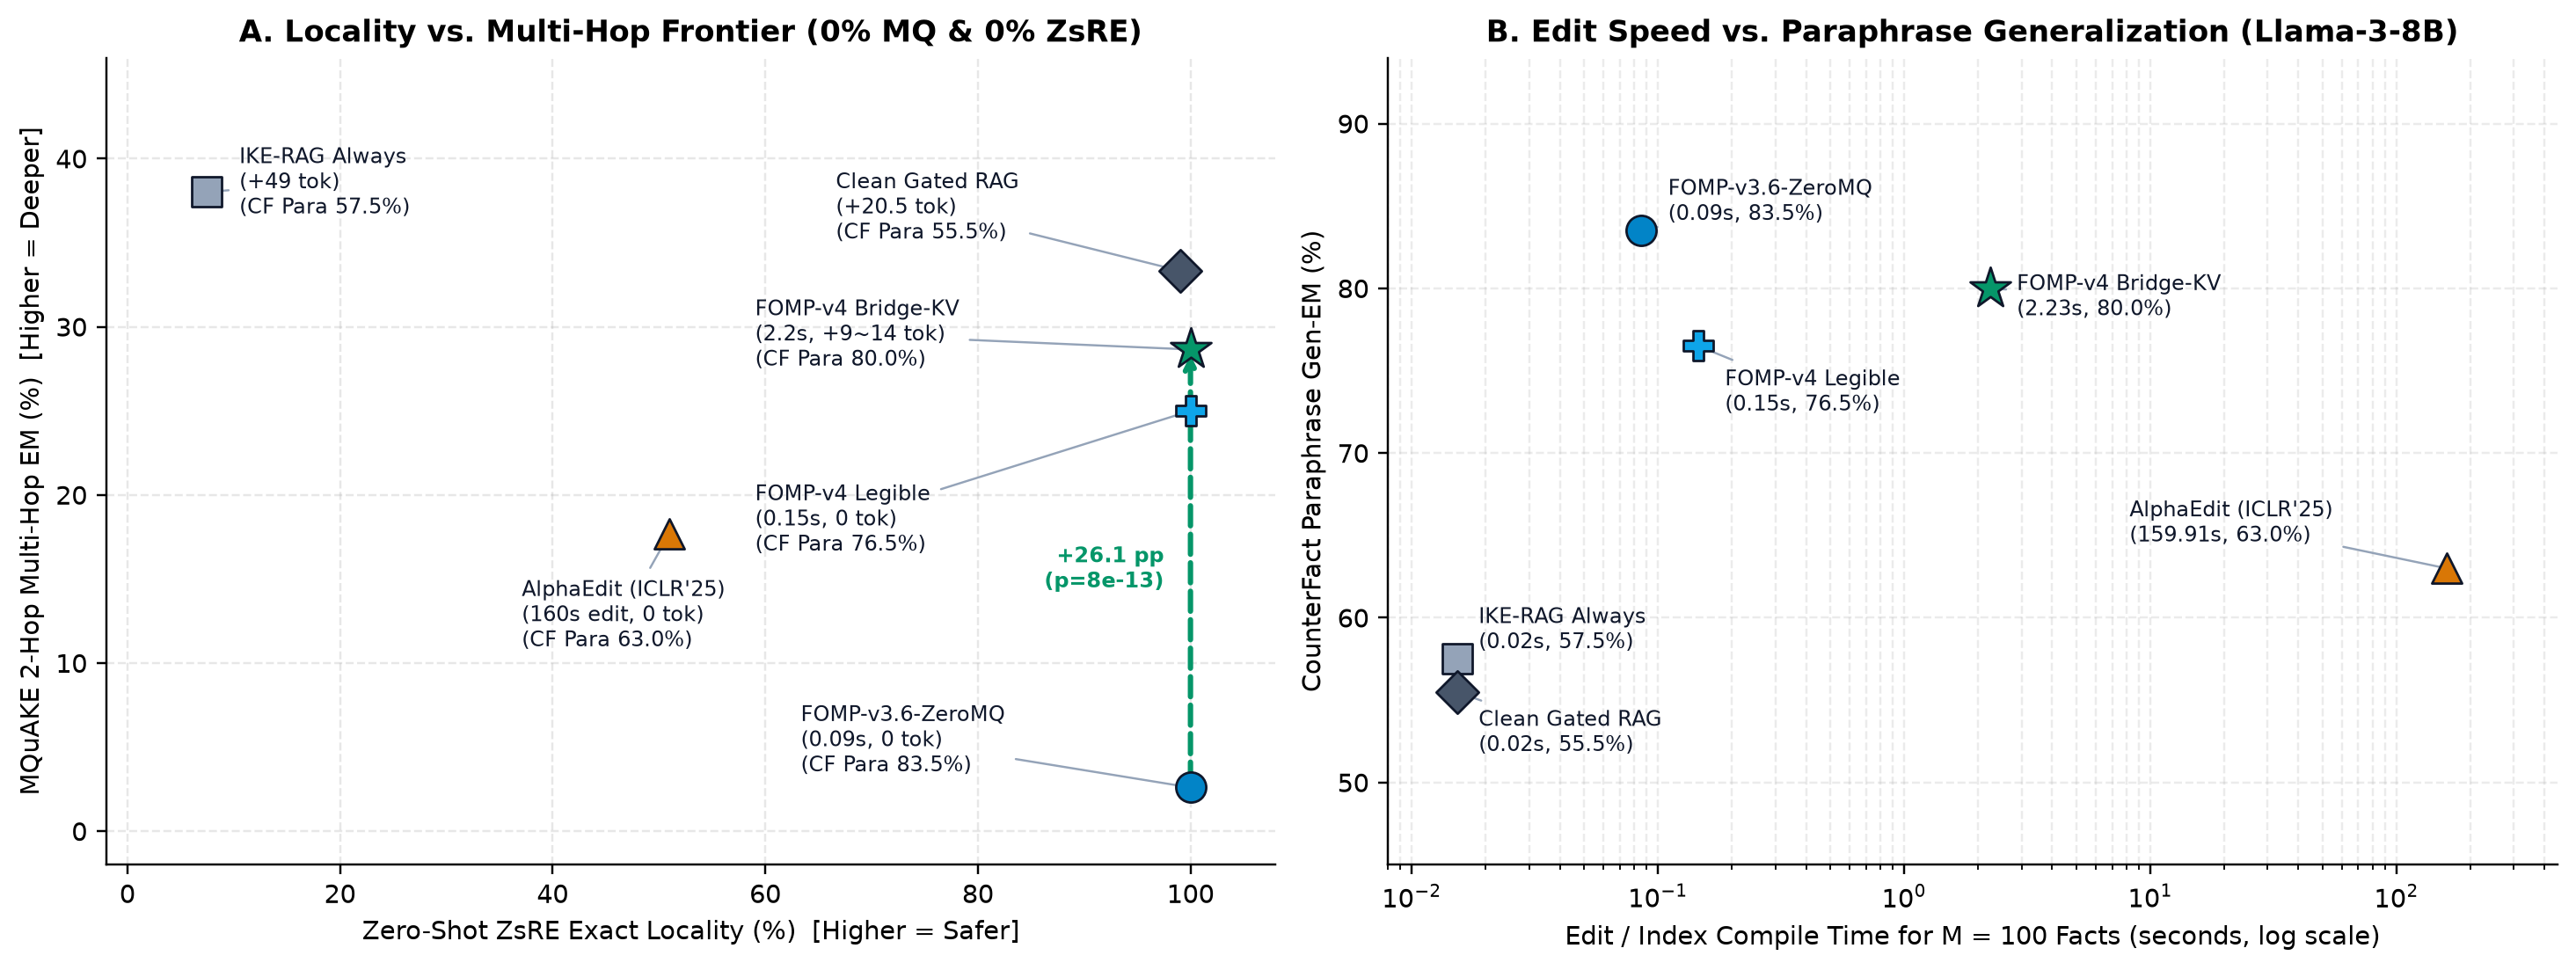 A. Locality vs. Multi-Hop Frontier (0% MQ & 0% ZsRE)
MQuAKE 2-Hop Multi-Hop EM (%)  [Higher = Deeper]
40
30
20
10
0
IKE-RAG Always
(+49 tok)
(CF Para 57.5%)
Clean Gated RAG
(+20.5 tok)
(CF Para 55.5%)
FOMP-v4 Bridge-KV
(2.2s, +9~14 tok)
(CF Para 80.0%)
FOMP-v4 Legible
(0.15s, 0 tok)
(CF Para 76.5%)
+26.1 pp
(p=8e-13)
AlphaEdit (ICLR'25)
(160s edit, 0 tok)
(CF Para 63.0%)
FOMP-v3.6-ZeroMQ
(0.09s, 0 tok)
(CF Para 83.5%)
0 20 40 60 80 100
Zero-Shot ZsRE Exact Locality (%)  [Higher = Safer]
B. Edit Speed vs. Paraphrase Generalization (Llama-3-8B)
CounterFact Paraphrase Gen-EM (%)
90
80
70
60
50
FOMP-v3.6-ZeroMQ
(0.09s, 83.5%)
FOMP-v4 Bridge-KV
(2.23s, 80.0%)
FOMP-v4 Legible
(0.15s, 76.5%)
AlphaEdit (ICLR'25)
(159.91s, 63.0%)
IKE-RAG Always
(0.02s, 57.5%)
Clean Gated RAG
(0.02s, 55.5%)
10⁻² 10⁻¹ 10⁰ 10¹ 10²
Edit / Index Compile Time for M = 100 Facts (seconds, log scale)